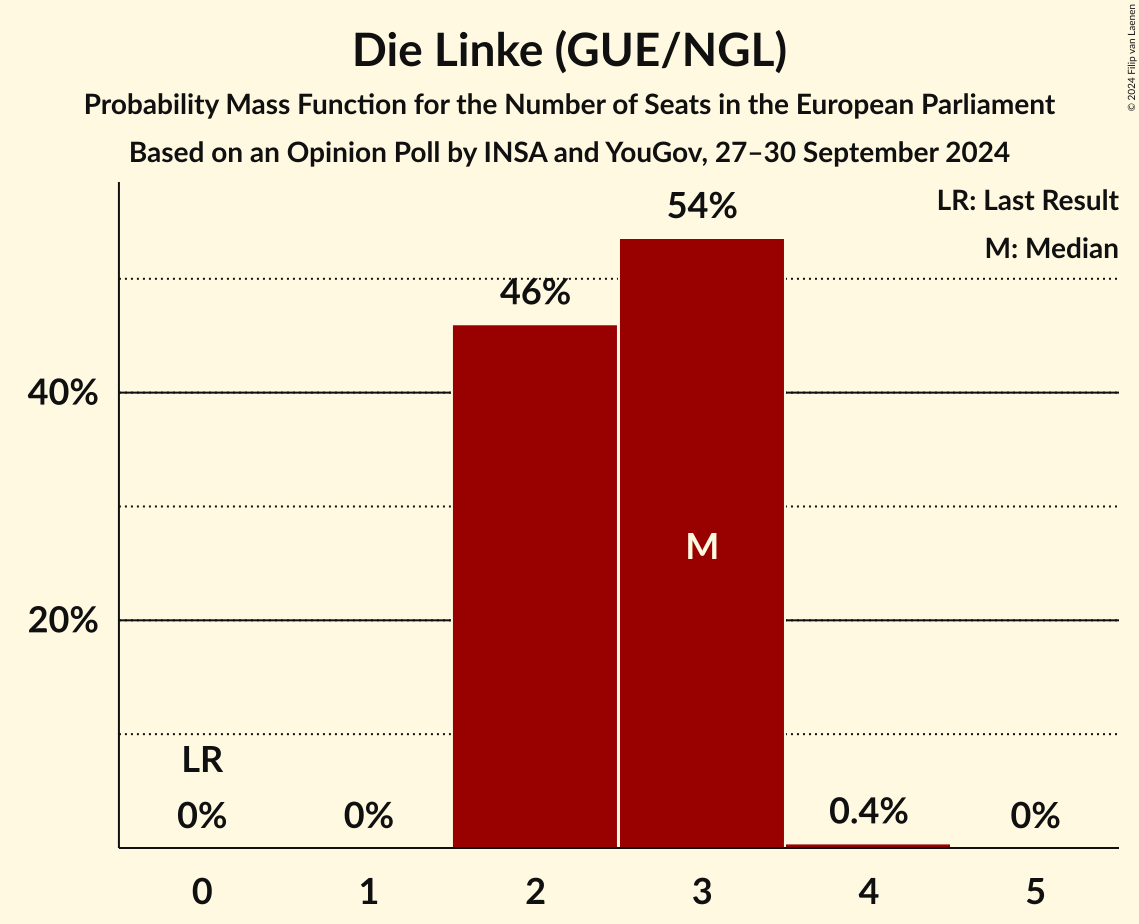 Die Linke (GUE/NGL)
Probability Mass Function for the Number of Seats in the European Parliament
Based on an Opinion Poll by INSA and YouGov, 27–30 September 2024
© 2024 Filip van Laenen
LR: Last Result
M: Median
54%
46%
40%
M
20%
LR
0%
0%
0.4%
0%
0
1
2
3
4
5